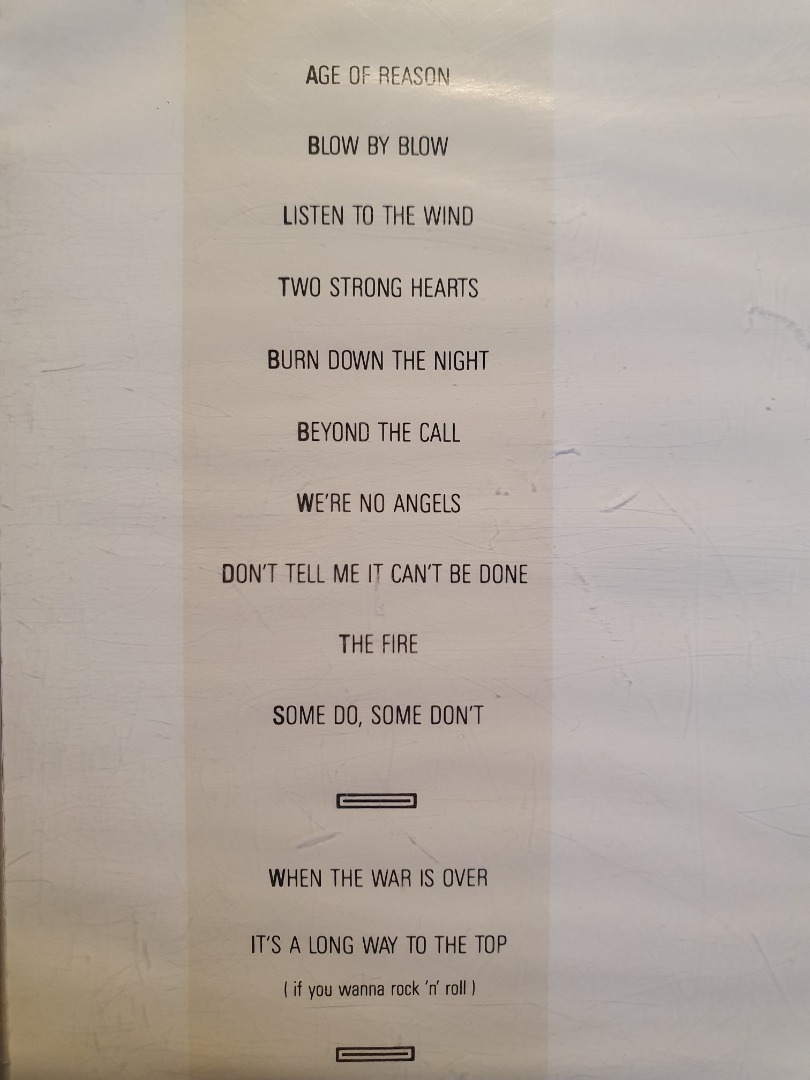 AGE OF REASON
BLOW BY BLOW
LISTEN TO THE WIND
TWO STRONG HEARTS
BURN DOWN THE NIGHT
BEYOND THE CALL
WE'RE NO ANGELS
DON'T TELL ME IT CAN'T BE DONE
THE FIRE
SOME DO, SOME DON'T
WHEN THE WAR IS OVER
IT'S A LONG WAY TO THE TOP
( if you wanna rock 'n' roll )